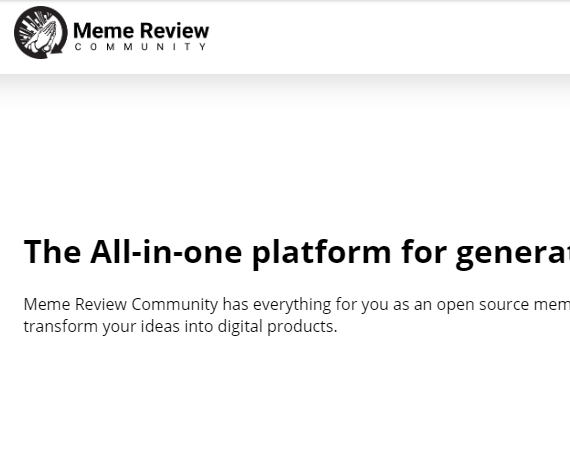 Meme Review
COMMUNITY
The All-in-one platform for genera
Meme Review Community has everything for you as an open source mem
transform your ideas into digital products.